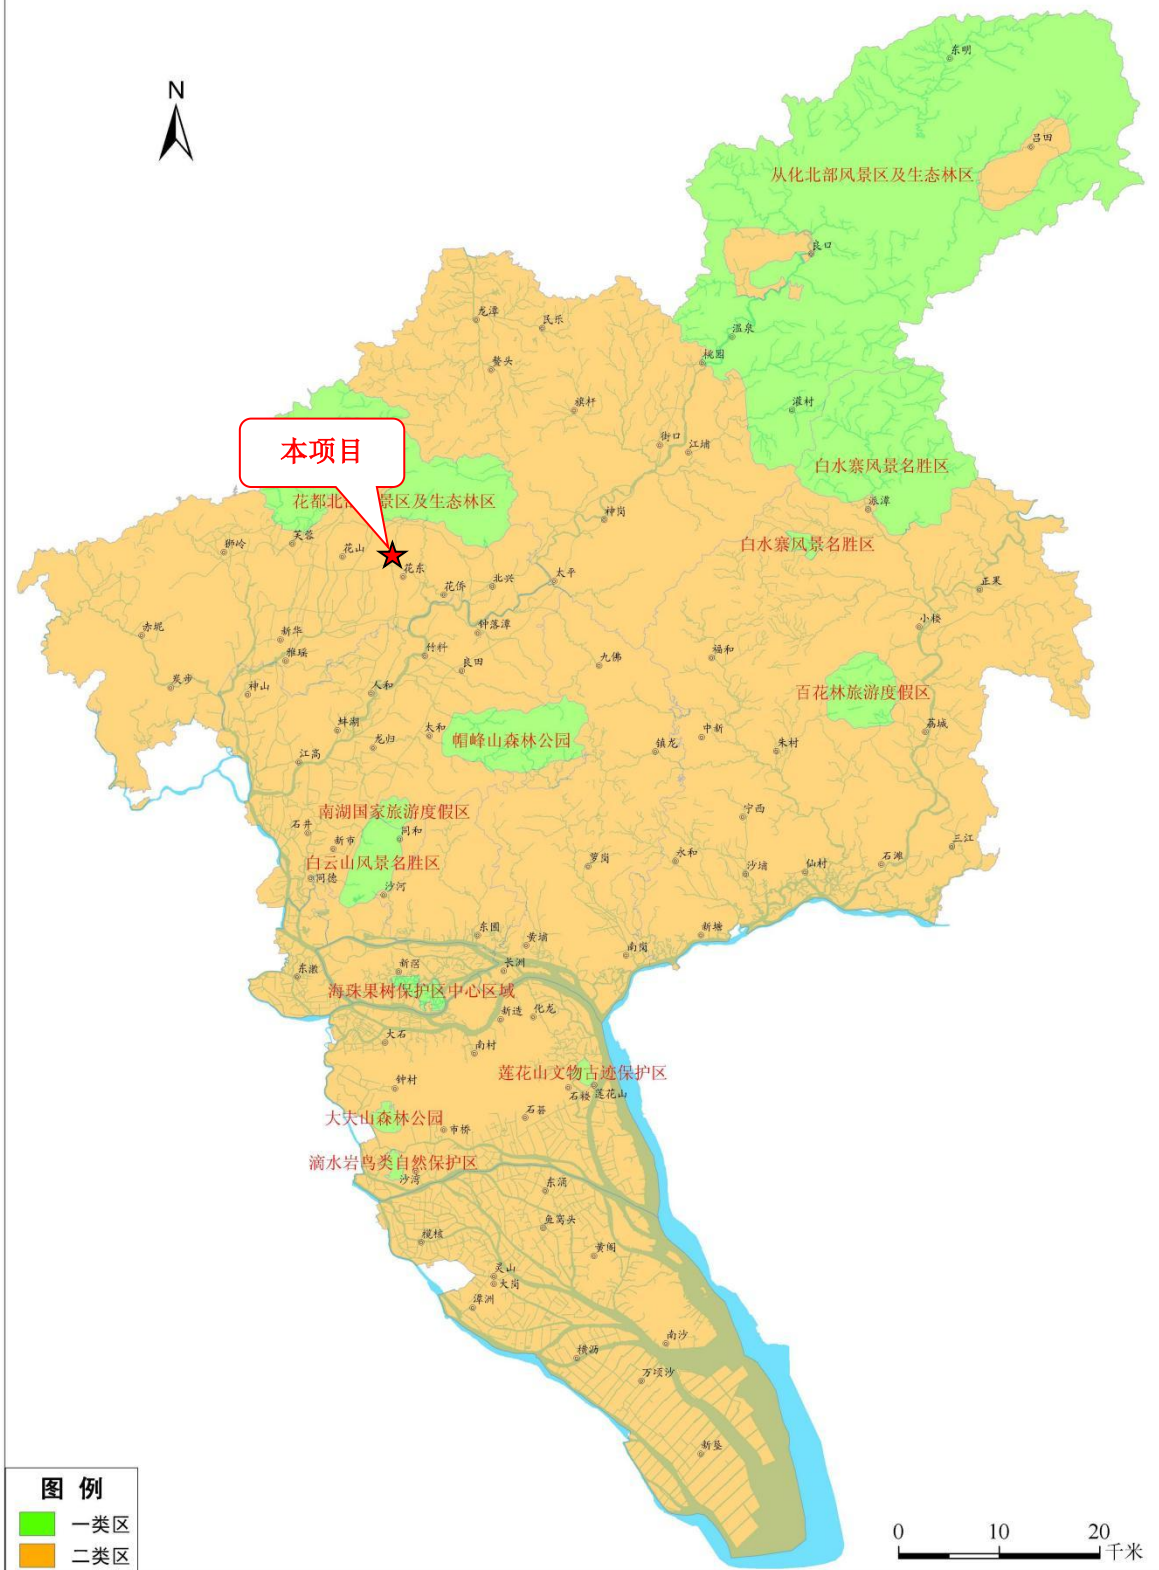 东明
N
吕田
从化北部风景区及生态林区
良口
龙潭
民乐
温泉
鳌头
桃园
旗杆
灌村
本项目
街口
江埔
白水寨风景名胜区
花都北部
景区及生态林区
派潭
神岗
狮岭
芙蓉
花山
白水寨风景名胜区
花东
太平
北兴
花侨
正果
小楼
钟落潭
赤坭
新华
竹料
雅瑶
良田
九佛
福和
炭步
神山
人和
百花林旅游度假区
蚌湖
太和
荔城
龙归
帽峰山森林公园
中新
镇龙
朱村
江高
南湖国家旅游度假区
宁西
石井
同和
新市
三江
白云山风景名胜区
萝岗
永和
沙埔
仙村
石滩
同德
沙河
东圃
黄埔
新塘
南岗
东漖
新滘
长洲
海珠果树保护区中心区域
新造
化龙
大石
南村
莲花山文物古迹保护区
钟村
石楼
莲花山
大夫山森林公园
石碁
市桥
滴水岩鸟类自然保护区
沙湾
东涌
鱼窝头
榄核
黄阁
灵山
大岗
潭洲
南沙
横沥
万顷沙
新垦
图 例
一类区
二类区
0 10 20
千米